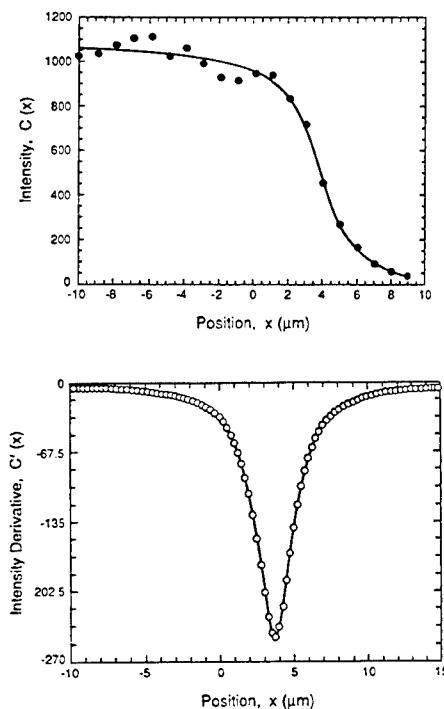 1200
1000
800
600
400
200
0
Intensity, C (x)
-10 -8 -6 -4 -2 0 2 4 6 8 10
Position, x (µm)
0
-67.5
-135
202.5
-270
Intensity Derivative, C' (x)
-10 -5 0 5 10 15
Position, x (µm)